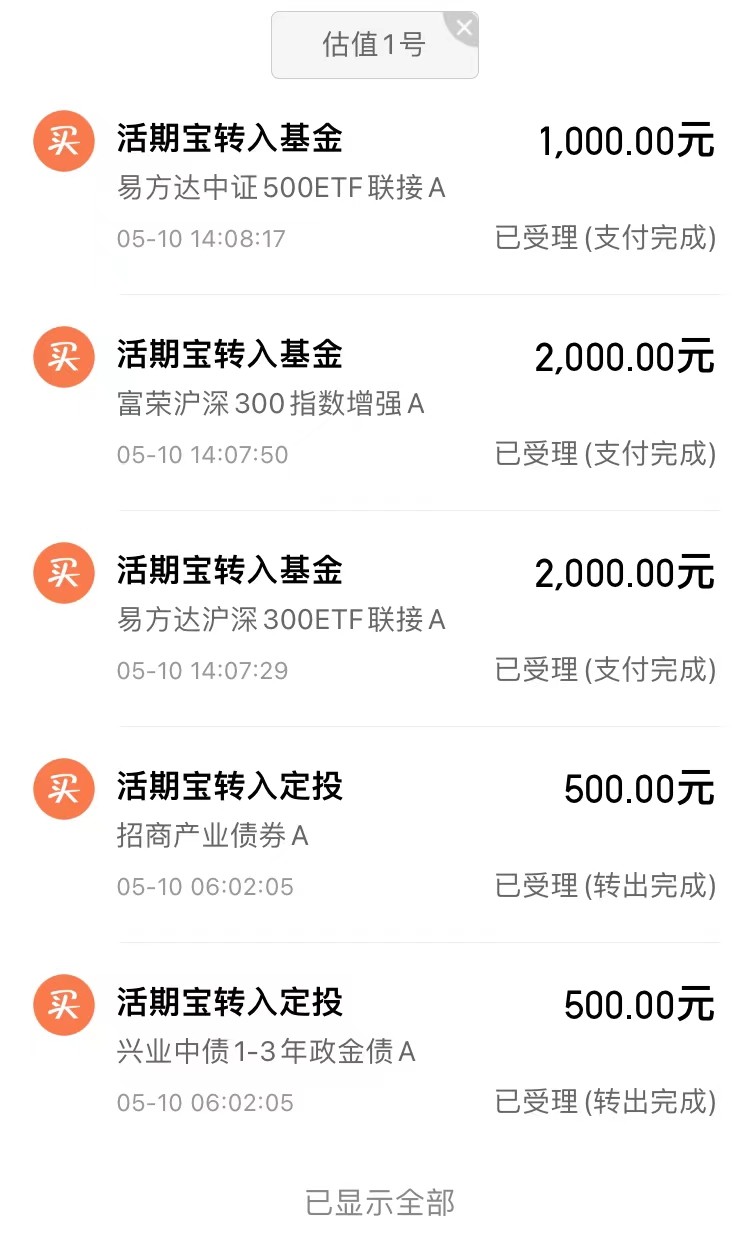 估值1号
买 活期宝转入基金 1,000.00元
易方达中证500ETF联接A
05-10 14:08:17 已受理(支付完成)
买 活期宝转入基金 2,000.00元
富荣沪深300指数增强A
05-10 14:07:50 已受理(支付完成)
买 活期宝转入基金 2,000.00元
易方达沪深300ETF联接A
05-10 14:07:29 已受理(支付完成)
买 活期宝转入定投 500.00元
招商产业债券A
05-10 06:02:05 已受理(转出完成)
买 活期宝转入定投 500.00元
兴业中债1-3年政金债A
05-10 06:02:05 已受理(转出完成)
已显示全部